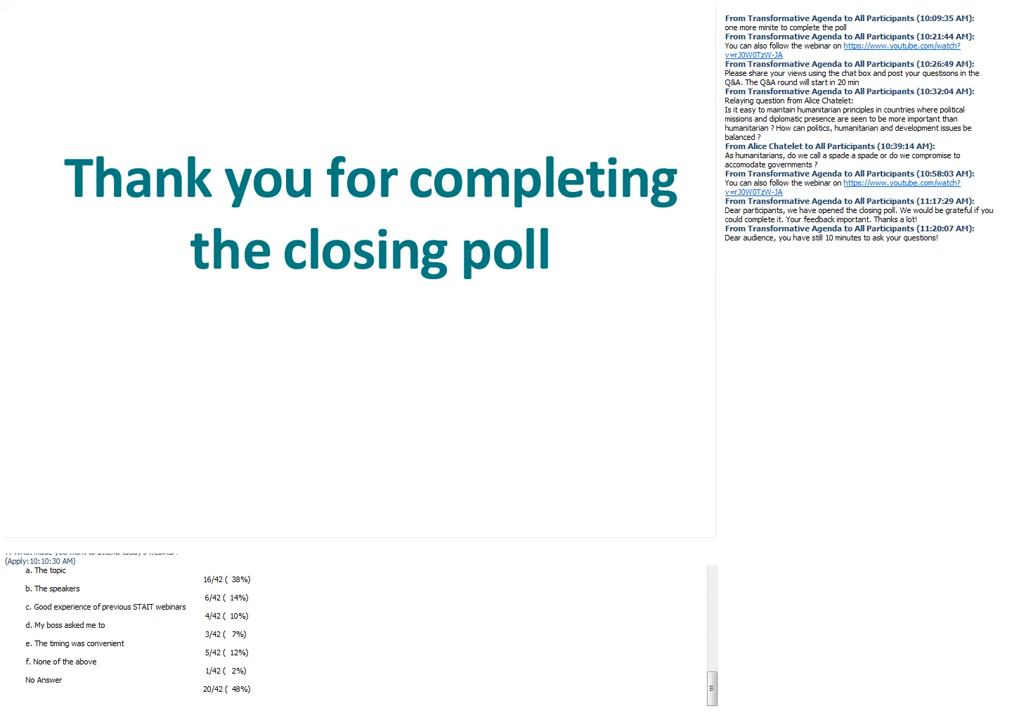 Thank you for completing
the closing poll
From Transformative Agenda to All Participants (10:09:35 AM):
one more minite to complete the poll
From Transformative Agenda to All Participants (10:21:44 AM):
You can also follow the webinar on https://www.youtube.com/watch?
v=rJ0W0TzW-JA
From Transformative Agenda to All Participants (10:26:49 AM):
Please share your views using the chat box and post your questisons in the
Q&A. The Q&A round will start in 20 min
From Transformative Agenda to All Participants (10:32:04 AM):
Relaying question from Alice Chatelet:
Is it easy to maintain humanitarian principles in countries where political
missions and diplomatic presence are seen to be more important than
humanitarian ? How can politics, humanitarian and development issues be
balanced ?
From Alice Chatelet to All Participants (10:39:14 AM):
As humanitarians, do we call a spade a spade or do we compromise to
accomodate governments ?
From Transformative Agenda to All Participants (10:58:03 AM):
You can also follow the webinar on https://www.youtube.com/watch?
v=rJ0W0TzW-JA
From Transformative Agenda to All Participants (11:17:29 AM):
Dear participants, we have opened the closing poll. We would be grateful if you
could complete it. Your feedback important. Thanks a lot!
From Transformative Agenda to All Participants (11:20:07 AM):
Dear audience, you have still 10 minutes to ask your questions!
What made you want to attend today's webinar?
(Apply:10:10:30 AM)
a. The topic
16/42 ( 38%)
b. The speakers
6/42 ( 14%)
c. Good experience of previous STAIT webinars
4/42 ( 10%)
d. My boss asked me to
3/42 ( 7%)
e. The timing was convenient
5/42 ( 12%)
f. None of the above
1/42 ( 2%)
No Answer
20/42 ( 48%)